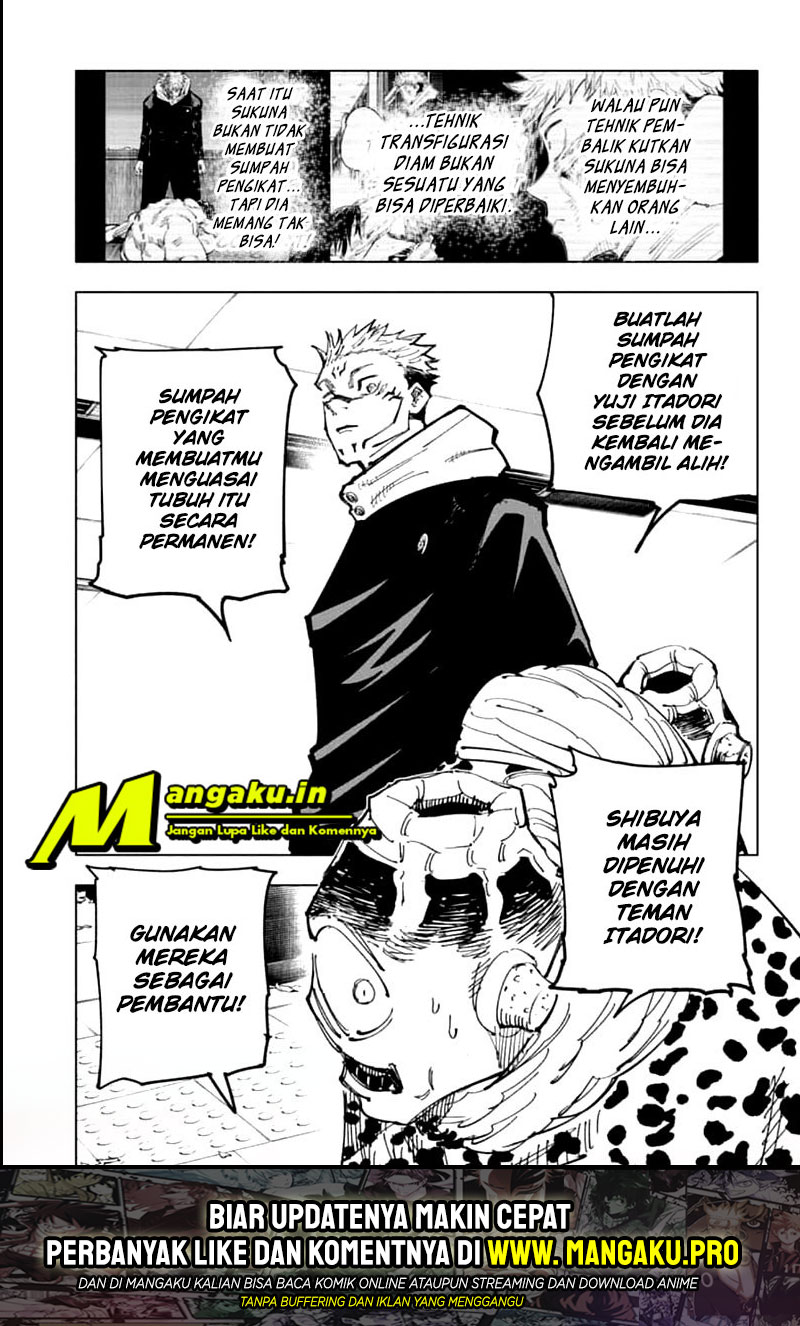 WALAU PUN
TEHNIK PEM-
BALIK KUTKAN
SUKUNA BISA
MENYEMBUH-
KAN ORANG
LAIN...
...TEHNIK
TRANSFIGURASI
DIAM BUKAN
SESUATU YANG
BISA DIPERBAIKI.
SAAT ITU
SUKUNA
BUKAN TIDAK
MEMBUAT
SUMPAH
PENGIKAT...
TAPI DIA
MEMANG TAK
BISA!
BUATLAH
SUMPAH
PENGIKAT
DENGAN
YUJI ITADORI
SEBELUM DIA
KEMBALI ME-
NGAMBIL ALIH!
SUMPAH
PENGIKAT
YANG
MEMBUATMU
MENGUASAI
TUBUH ITU
SECARA
PERMANEN!
Mangaku.in
Jangan Lupa Like dan Komennya
SHIBUYA
MASIH
DIPENUHI
DENGAN
TEMAN
ITADORI!
GUNAKAN
MEREKA
SEBAGAI
PEMBANTU!
BIAR UPDATENYA MAKIN CEPAT
PERBANYAK LIKE DAN KOMENTNYA DI WWW. MANGAKU.PRO
DAN DI MANGAKU KALIAN BISA BACA KOMIK ONLINE ATAUPUN STREAMING DAN DOWNLOAD ANIME
TANPA BUFFERING DAN IKLAN YANG MENGGANGU